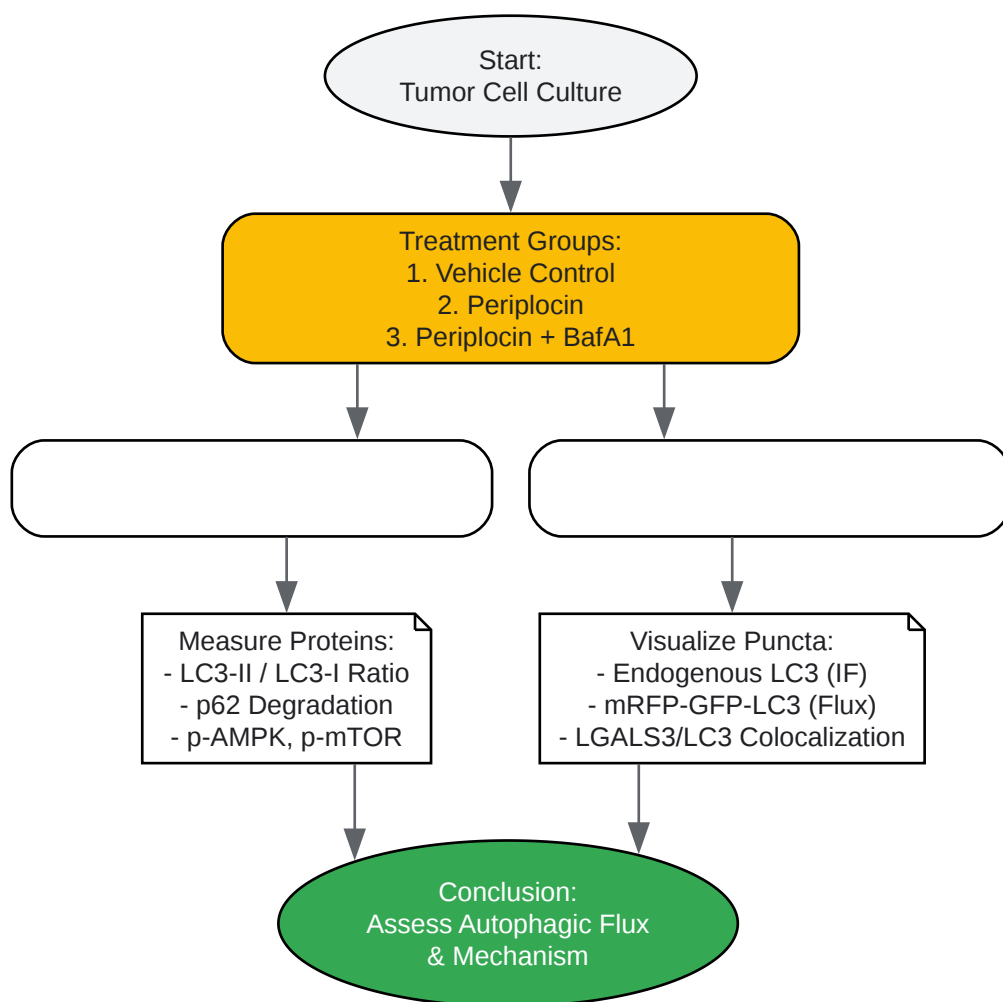 Start:
Tumor Cell Culture
Treatment Groups:
1. Vehicle Control
2. Periplocin
3. Periplocin + BafA1
Measure Proteins:
- LC3-II / LC3-I Ratio
- p62 Degradation
- p-AMPK, p-mTOR
Visualize Puncta:
- Endogenous LC3 (IF)
- mRFP-GFP-LC3 (Flux)
- LGALS3/LC3 Colocalization
Conclusion:
Assess Autophagic Flux
& Mechanism